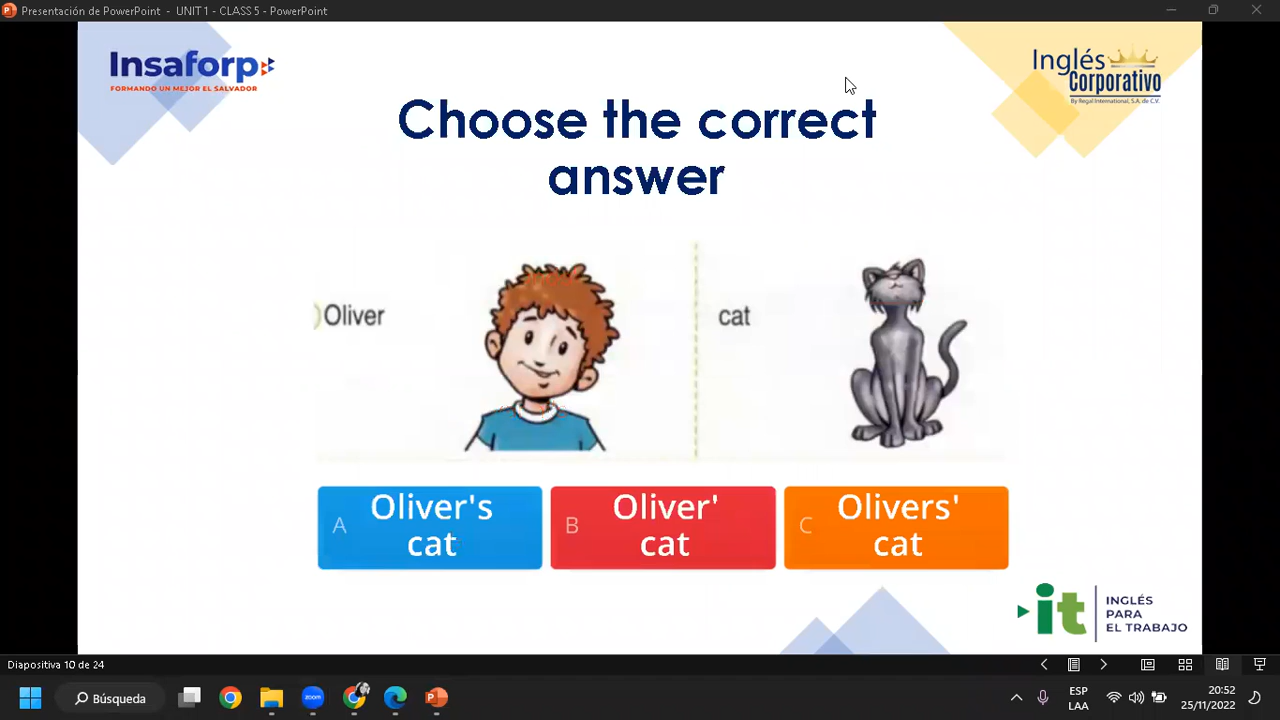 Presentación de PowerPoint - UNIT 1 - CLASS 5 - PowerPoint
Insaforp
FORMANDO UN MEJOR EL SALVADOR
Inglés
Corporativo
By Regal International, S.A. de C.V.
Choose the correct
answer
Oliver
cat
A Oliver's
cat
B Oliver'
cat
C Olivers'
cat
it
INGLÉS
PARA
EL TRABAJO
Diapositiva 10 de 24
Búsqueda
zoom
ESP
LAA
20:52
25/11/2022